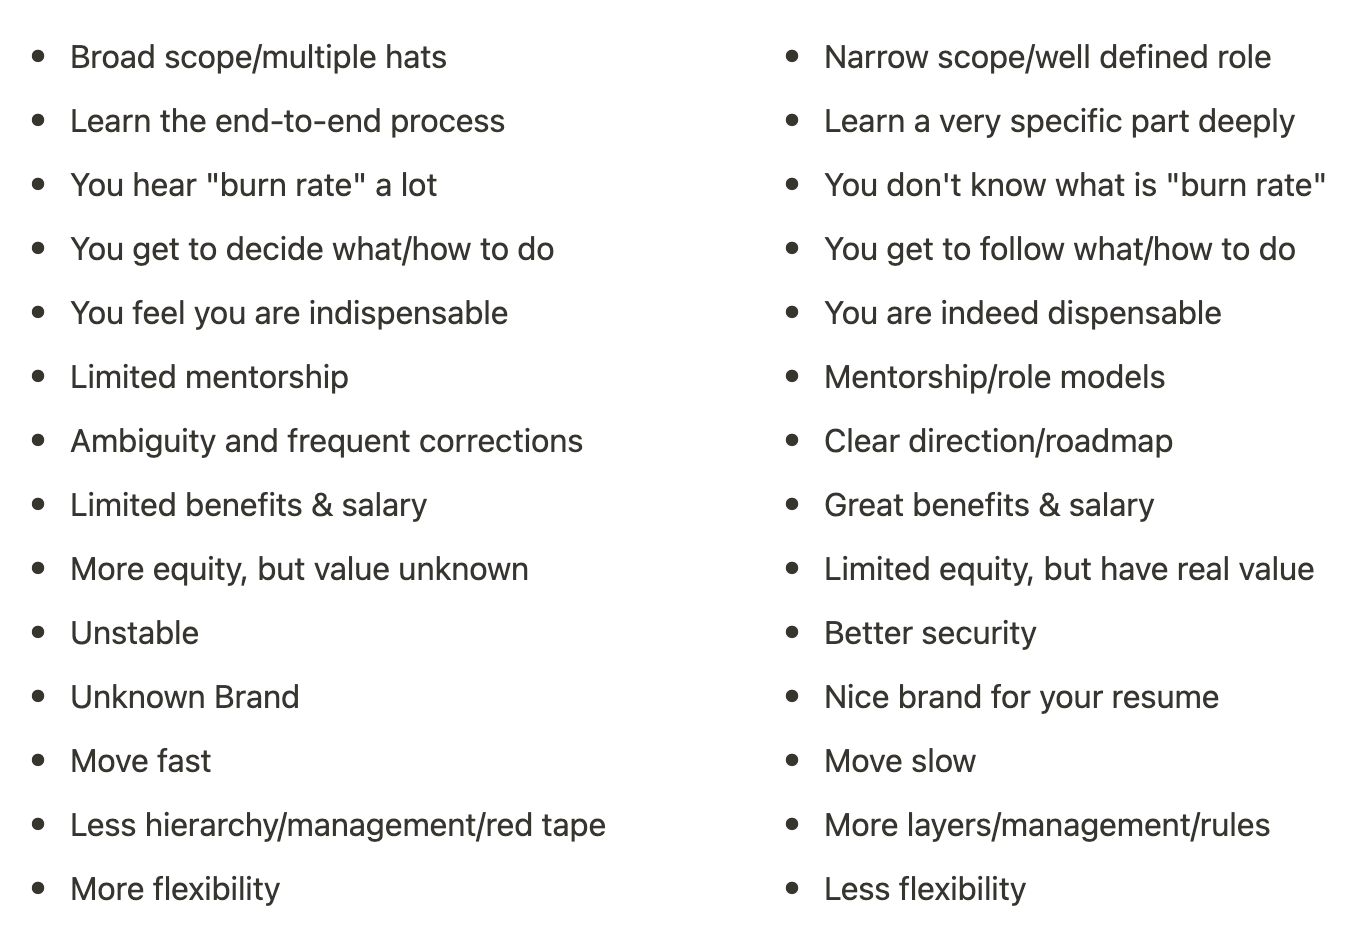 Broad scope/multiple hats
Learn the end-to-end process
You hear "burn rate" a lot
You get to decide what/how to do
You feel you are indispensable
Limited mentorship
Ambiguity and frequent corrections
Limited benefits & salary
More equity, but value unknown
Unstable
Unknown Brand
Move fast
Less hierarchy/management/red tape
More flexibility
Narrow scope/well defined role
Learn a very specific part deeply
You don't know what is "burn rate"
You get to follow what/how to do
You are indeed dispensable
Mentorship/role models
Clear direction/roadmap
Great benefits & salary
Limited equity, but have real value
Better security
Nice brand for your resume
Move slow
More layers/management/rules
Less flexibility